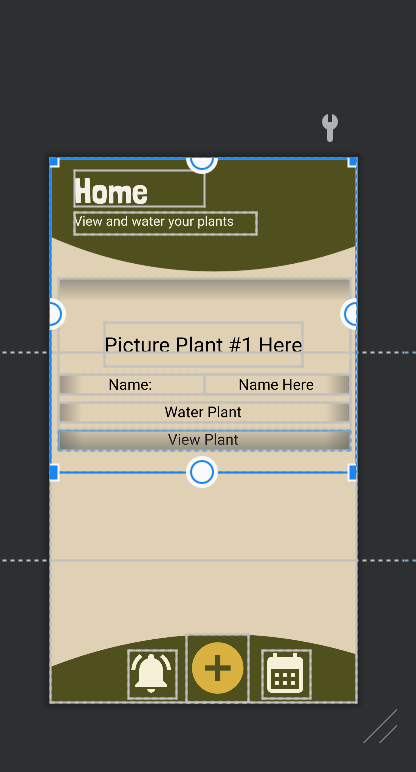 Home
View and water your plants
Picture Plant #1 Here
Name: Name Here
Water Plant
View Plant